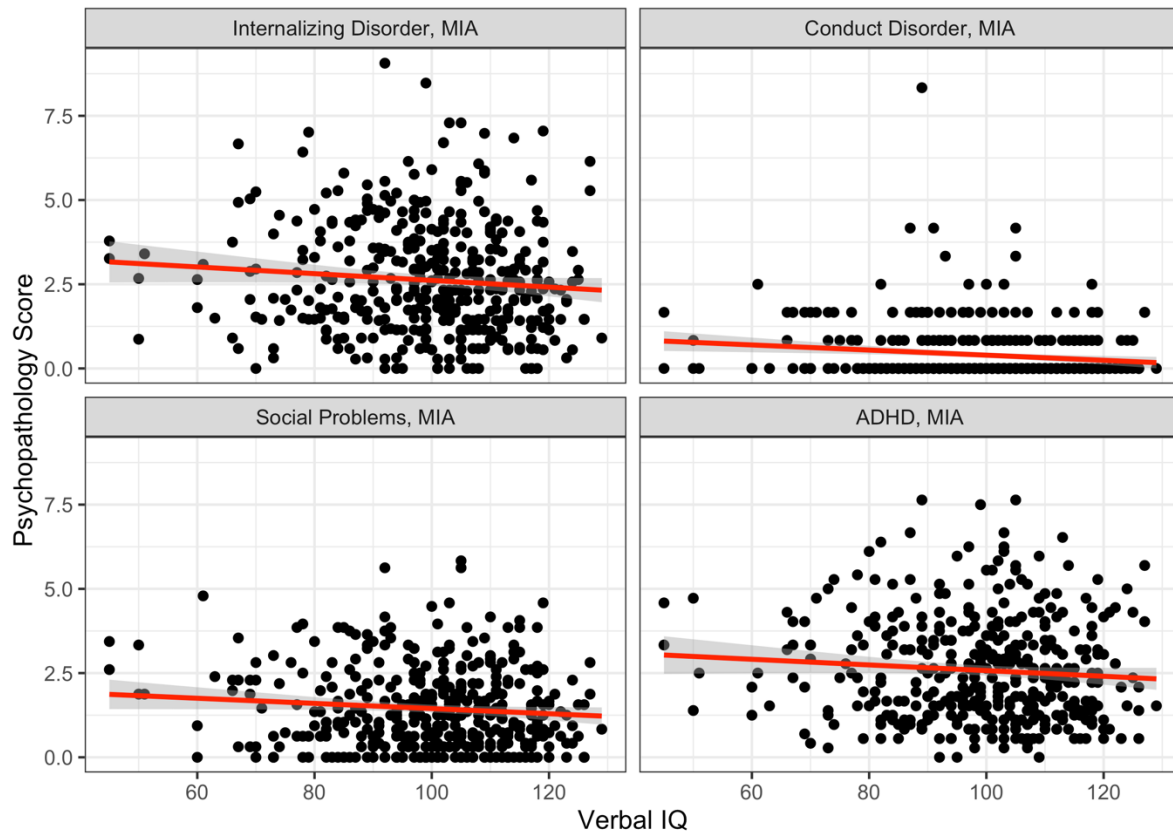 Internalizing Disorder, MIA
Conduct Disorder, MIA
7.5
5.0
2.5
0.0
Social Problems, MIA
ADHD, MIA
7.5
5.0
2.5
0.0
Psychopathology Score
60 80 100 120
60 80 100 120
Verbal IQ